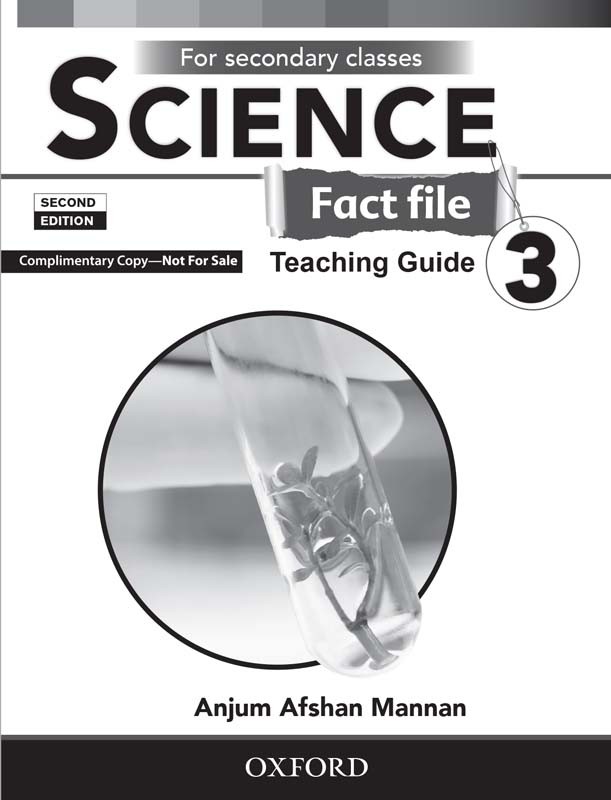 For secondary classes
SCIENCE
Fact file
SECOND
EDITION
Complimentary Copy—Not For Sale
Teaching Guide
3
Anjum Afshan Mannan
OXFORD